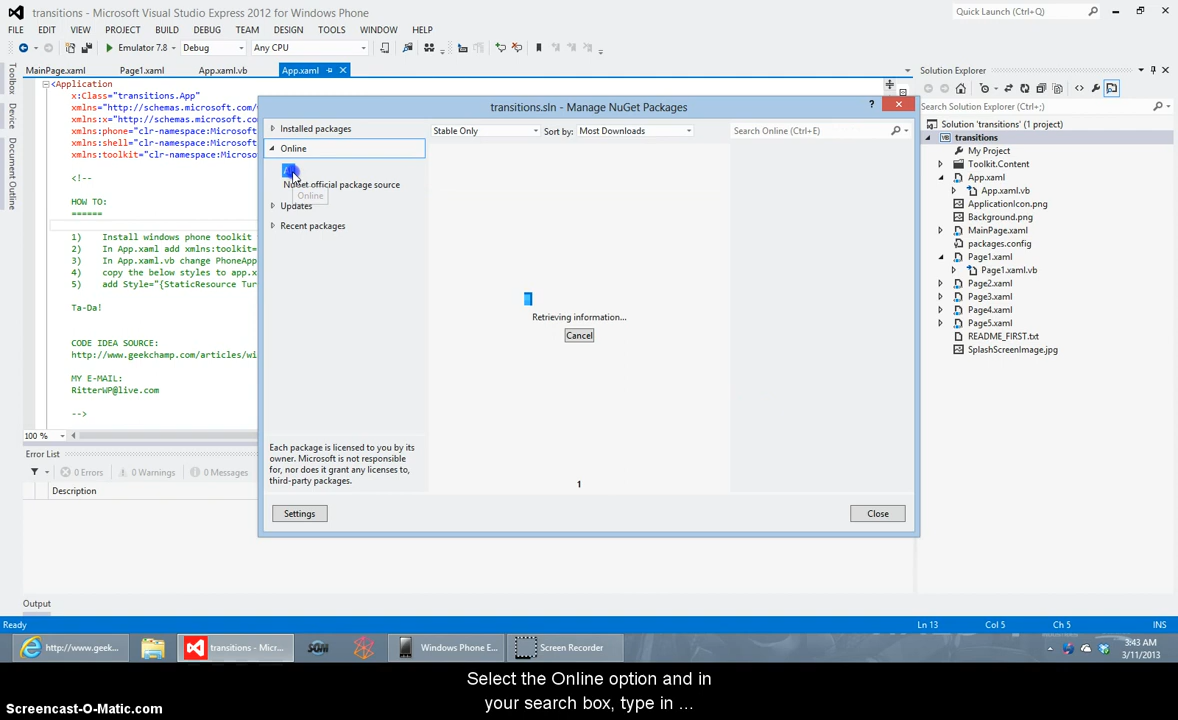 transitions - Microsoft Visual Studio Express 2012 for Windows Phone
Quick Launch (Ctrl+Q)
FILE EDIT VIEW PROJECT BUILD DEBUG TEAM DESIGN TOOLS WINDOW HELP
Emulator 7.8 Debug Any CPU
MainPage.xaml Page1.xaml App.xaml.vb App.xaml
Solution Explorer
Search Solution Explorer (Ctrl+;)
Toolbox
Device
Document Outline
<Application
x:Class="transitions.App"
xmlns="http://schemas.microsoft.com/
xmlns:x="http://schemas.microsoft.c
xmlns:phone="clr-namespace:Microsoft
xmlns:shell="clr-namespace:Microsoft
xmlns:toolkit="clr-namespace:Microso
<!--
HOW TO:
======
1) Install windows phone toolkit
2) In App.xaml add xmlns:toolkit=
3) In App.xaml.vb change PhoneApp
4) copy the below styles to app.x
5) add Style="{StaticResource Tur
Ta-Da!
CODE IDEA SOURCE:
http://www.geekchamp.com/articles/wi
MY E-MAIL:
RitterWP@live.com
-->
100 %
transitions.sln - Manage NuGet Packages
?
Installed packages
Online
NuGet official package source
Online
Updates
Recent packages
Stable Only
Sort by: Most Downloads
Search Online (Ctrl+E)
Retrieving information...
Cancel
Each package is licensed to you by its
owner. Microsoft is not responsible
for, nor does it grant any licenses to,
third-party packages.
1
Settings
Close
Solution 'transitions' (1 project)
transitions
My Project
Toolkit.Content
App.xaml
App.xaml.vb
ApplicationIcon.png
Background.png
MainPage.xaml
packages.config
Page1.xaml
Page1.xaml.vb
Page2.xaml
Page3.xaml
Page4.xaml
Page5.xaml
README_FIRST.txt
SplashScreenImage.jpg
Error List
0 Errors 0 Warnings 0 Messages
Description
Output
Ready
Ln 13 Col 5 Ch 5 INS
http://www.geek...
transitions - Micr...
SOM
Windows Phone E...
Screen Recorder
3:43 AM
3/11/2013
Select the Online option and in
your search box, type in ...
Screencast-O-Matic.com